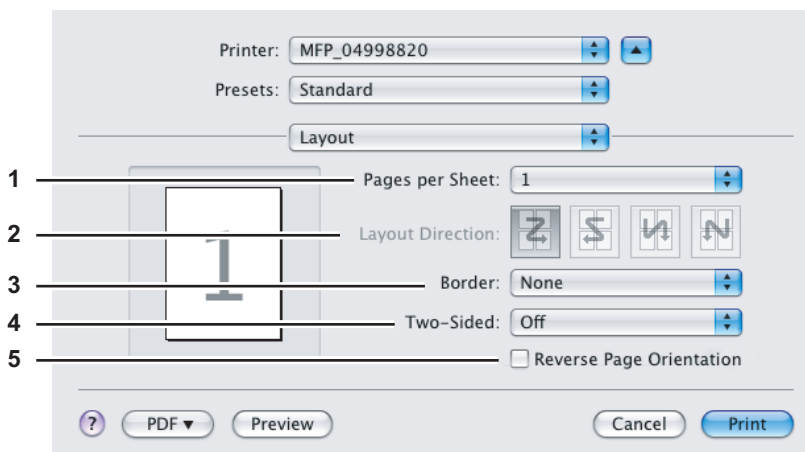 Printer: MFP_04998820
Presets: Standard
Layout
1 Pages per Sheet: 1
2 Layout Direction:
1
3 Border: None
4 Two-Sided: Off
5 Reverse Page Orientation
? PDF▼ Preview Cancel Print